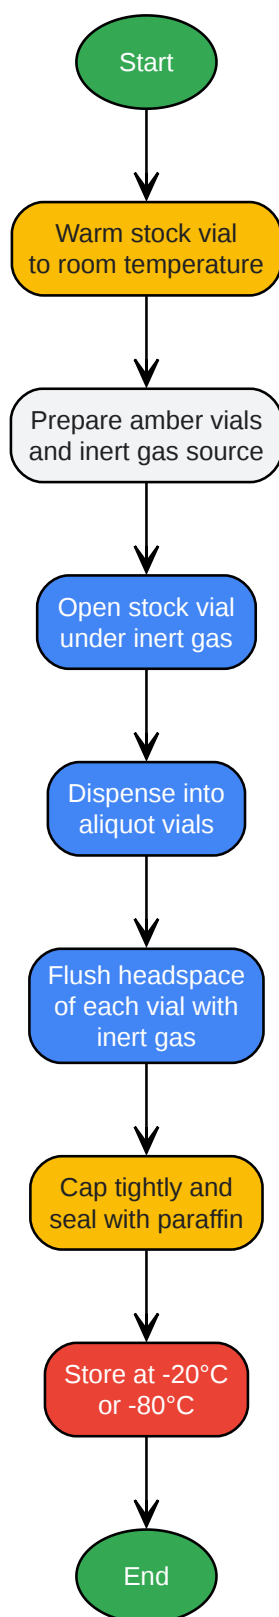 Start
Warm stock vial
to room temperature
Prepare amber vials
and inert gas source
Open stock vial
under inert gas
Dispense into
aliquot vials
Flush headspace
of each vial with
inert gas
Cap tightly and
seal with paraffin
Store at -20°C
or -80°C
End